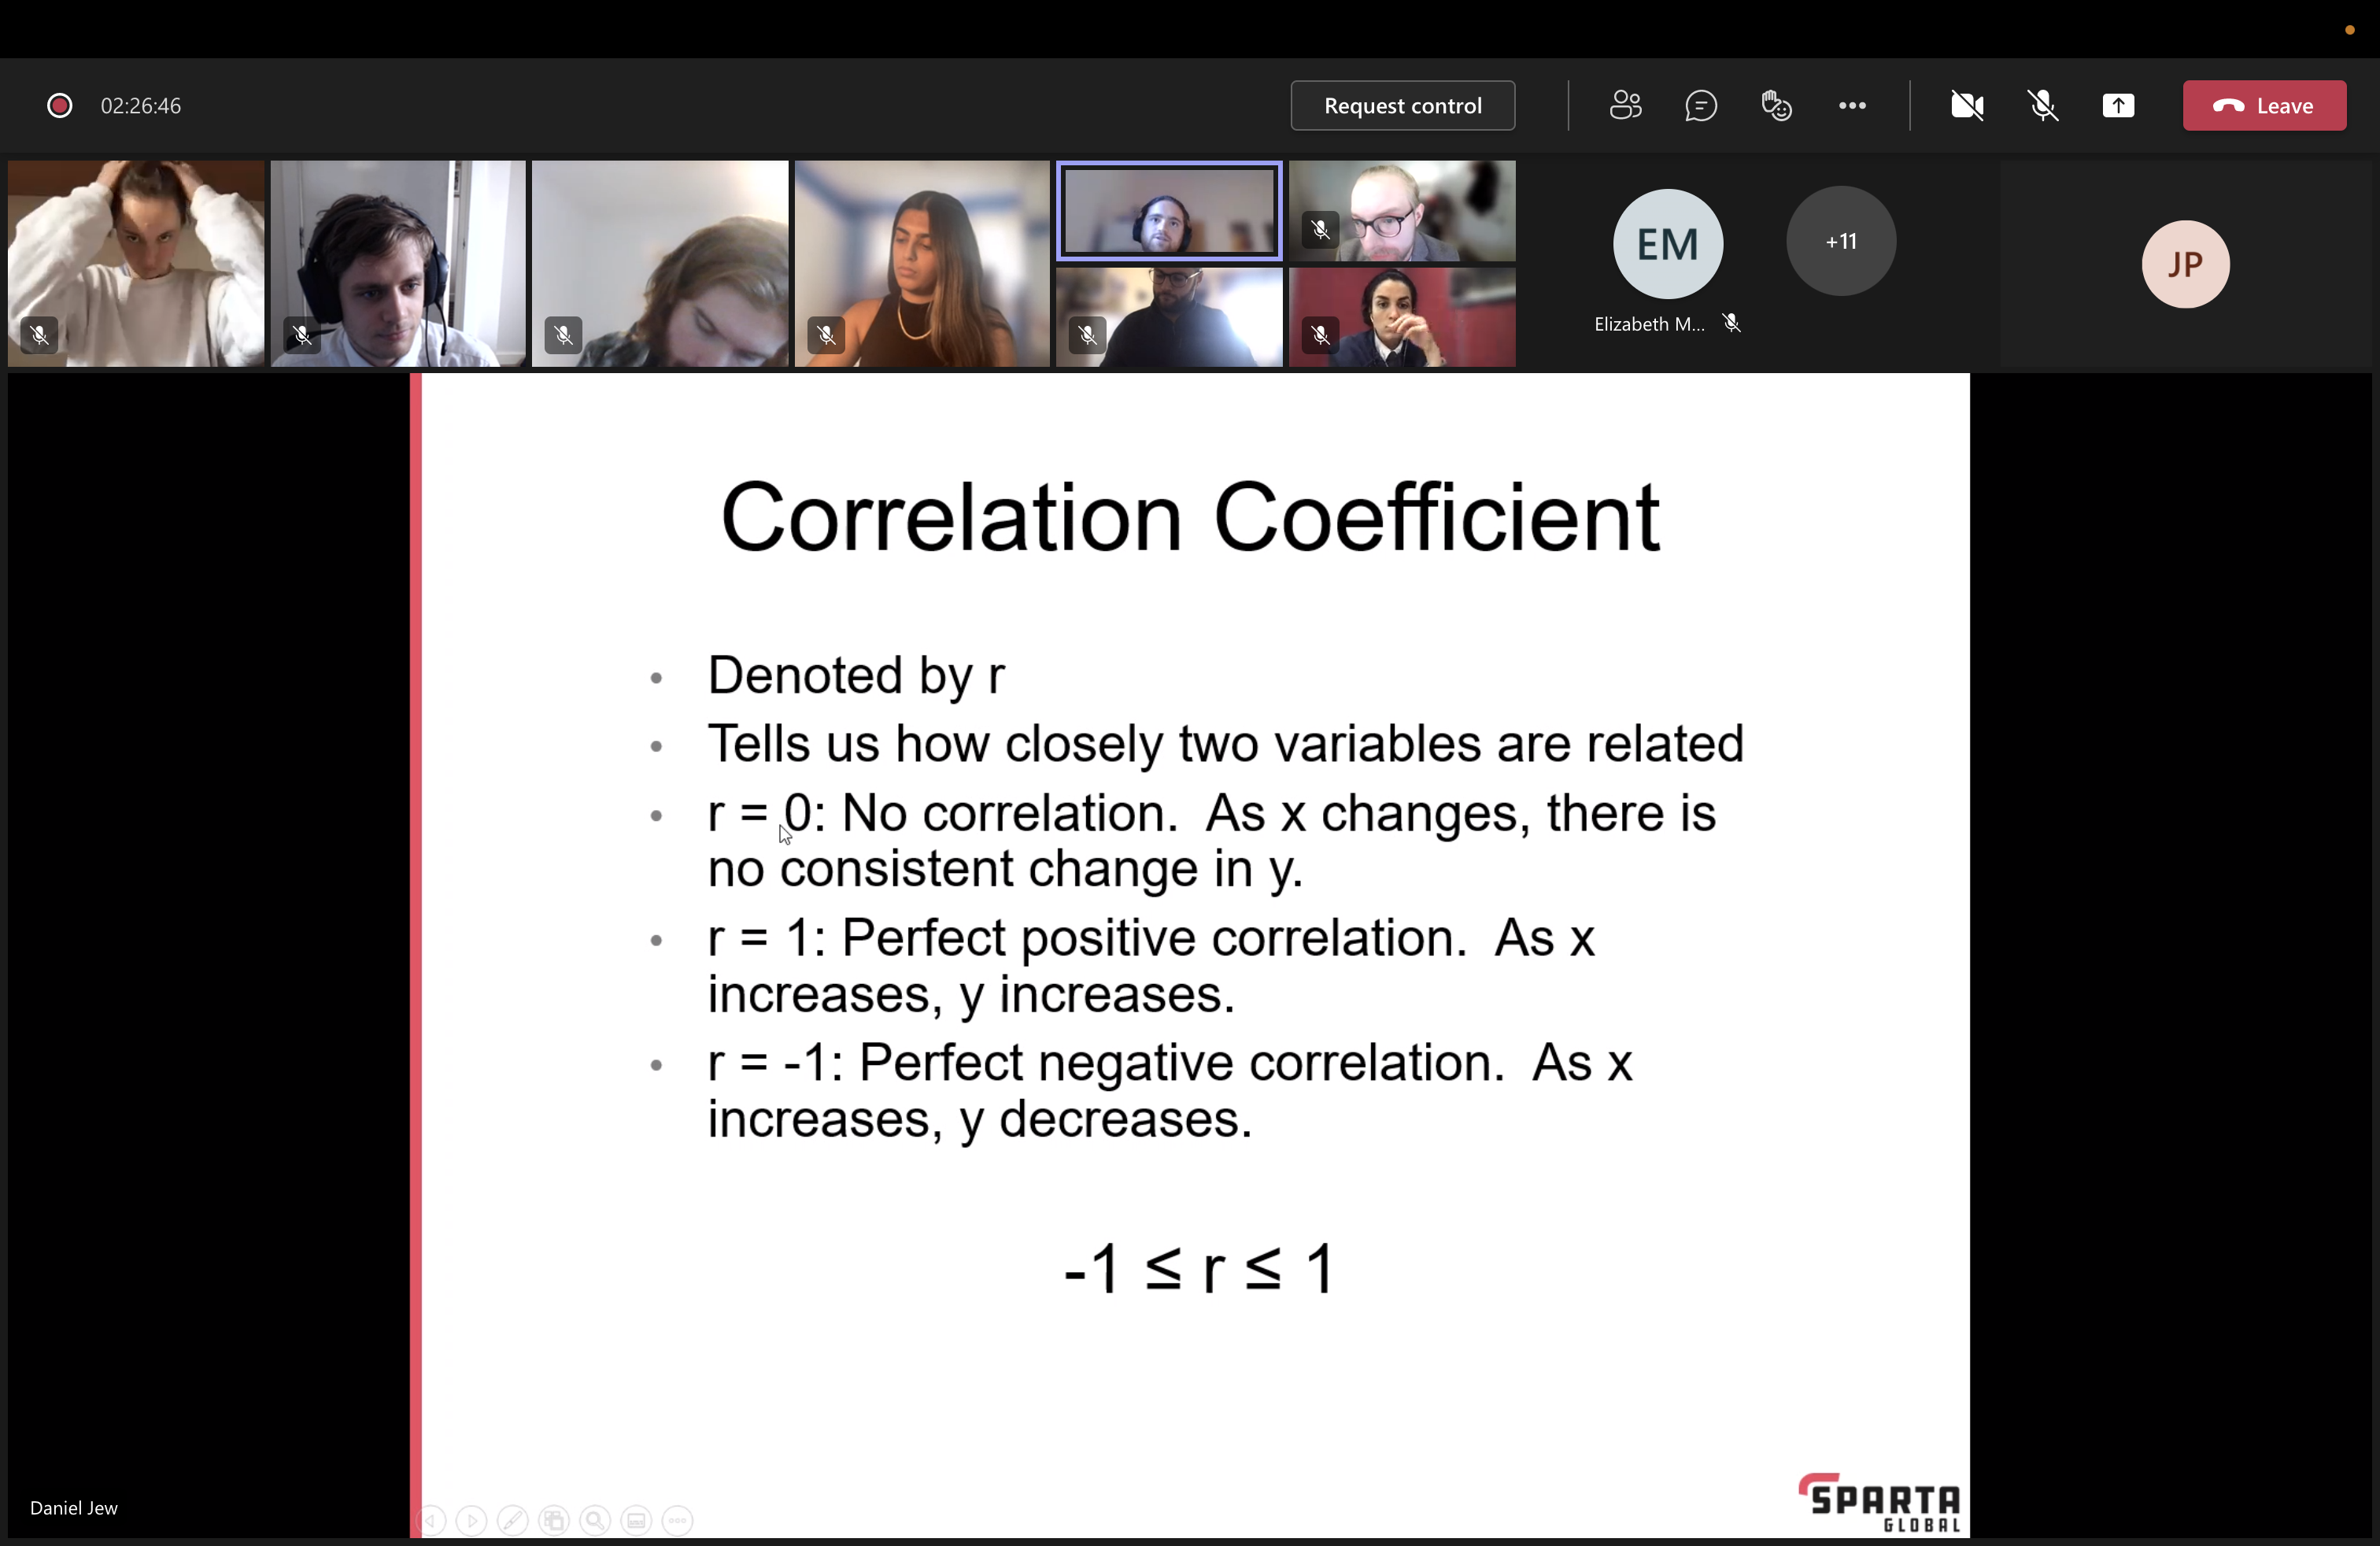 02:26:46
Request control
Leave
EM
+11
JP
Elizabeth M...
Correlation Coefficient
• Denoted by r
• Tells us how closely two variables are related
• r = 0: No correlation.  As x changes, there is
no consistent change in y.
• r = 1: Perfect positive correlation.  As x
increases, y increases.
• r = -1: Perfect negative correlation.  As x
increases, y decreases.
-1 ≤ r ≤ 1
Daniel Jew
SPARTA
GLOBAL